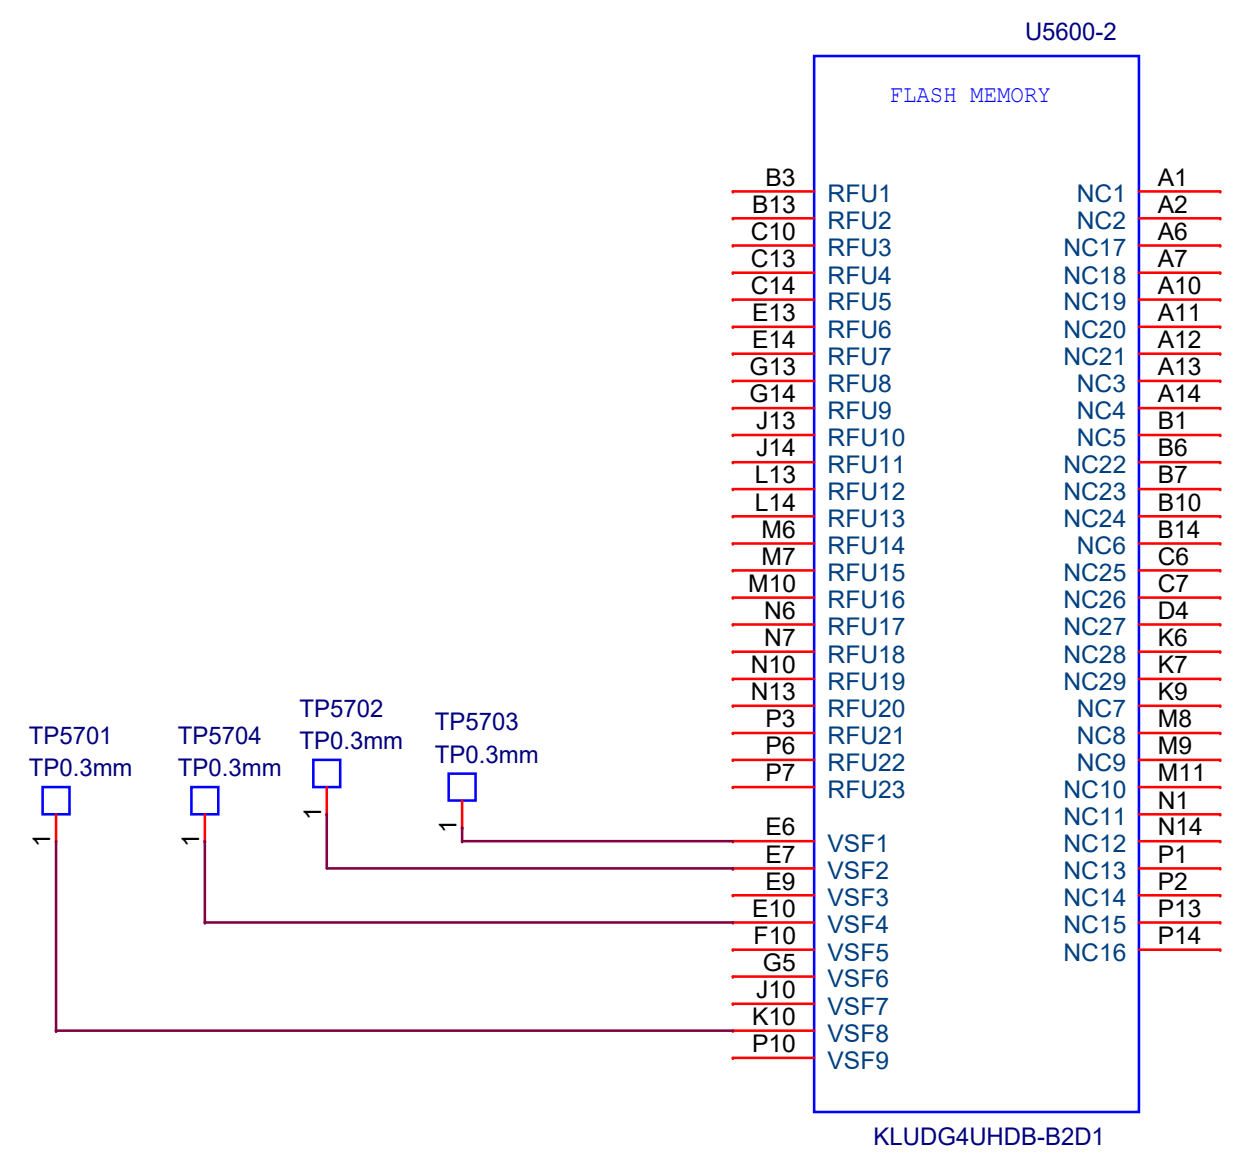 U5600-2
FLASH MEMORY
B3 RFU1 NC1 A1
B13 RFU2 NC2 A2
C10 RFU3 NC17 A6
C13 RFU4 NC18 A7
C14 RFU5 NC19 A10
E13 RFU6 NC20 A11
E14 RFU7 NC21 A12
G13 RFU8 NC3 A13
G14 RFU9 NC4 A14
J13 RFU10 NC5 B1
J14 RFU11 NC22 B6
L13 RFU12 NC23 B7
L14 RFU13 NC24 B10
M6 RFU14 NC6 B14
M7 RFU15 NC25 C6
M10 RFU16 NC26 C7
N6 RFU17 NC27 D4
N7 RFU18 NC28 K6
N10 RFU19 NC29 K7
N13 RFU20 NC7 K9
P3 RFU21 NC8 M8
P6 RFU22 NC9 M9
P7 RFU23 NC10 M11
NC11 N1
E6 VSF1 NC12 N14
E7 VSF2 NC13 P1
E9 VSF3 NC14 P2
E10 VSF4 NC15 P13
F10 VSF5 NC16 P14
G5 VSF6
J10 VSF7
K10 VSF8
P10 VSF9
TP5701
TP0.3mm
1
TP5704
TP0.3mm
1
TP5702
TP0.3mm
1
TP5703
TP0.3mm
1
KLUDG4UHDB-B2D1